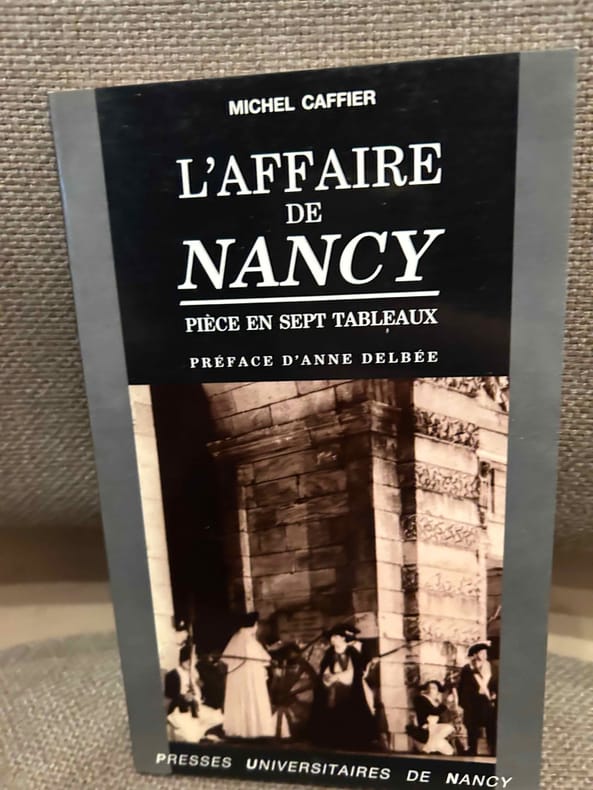 MICHEL CAFFIER
L'AFFAIRE
DE
NANCY
PIÈCE EN SEPT TABLEAUX
PRÉFACE D'ANNE DELBÉE
PRESSES UNIVERSITAIRES DE NANCY